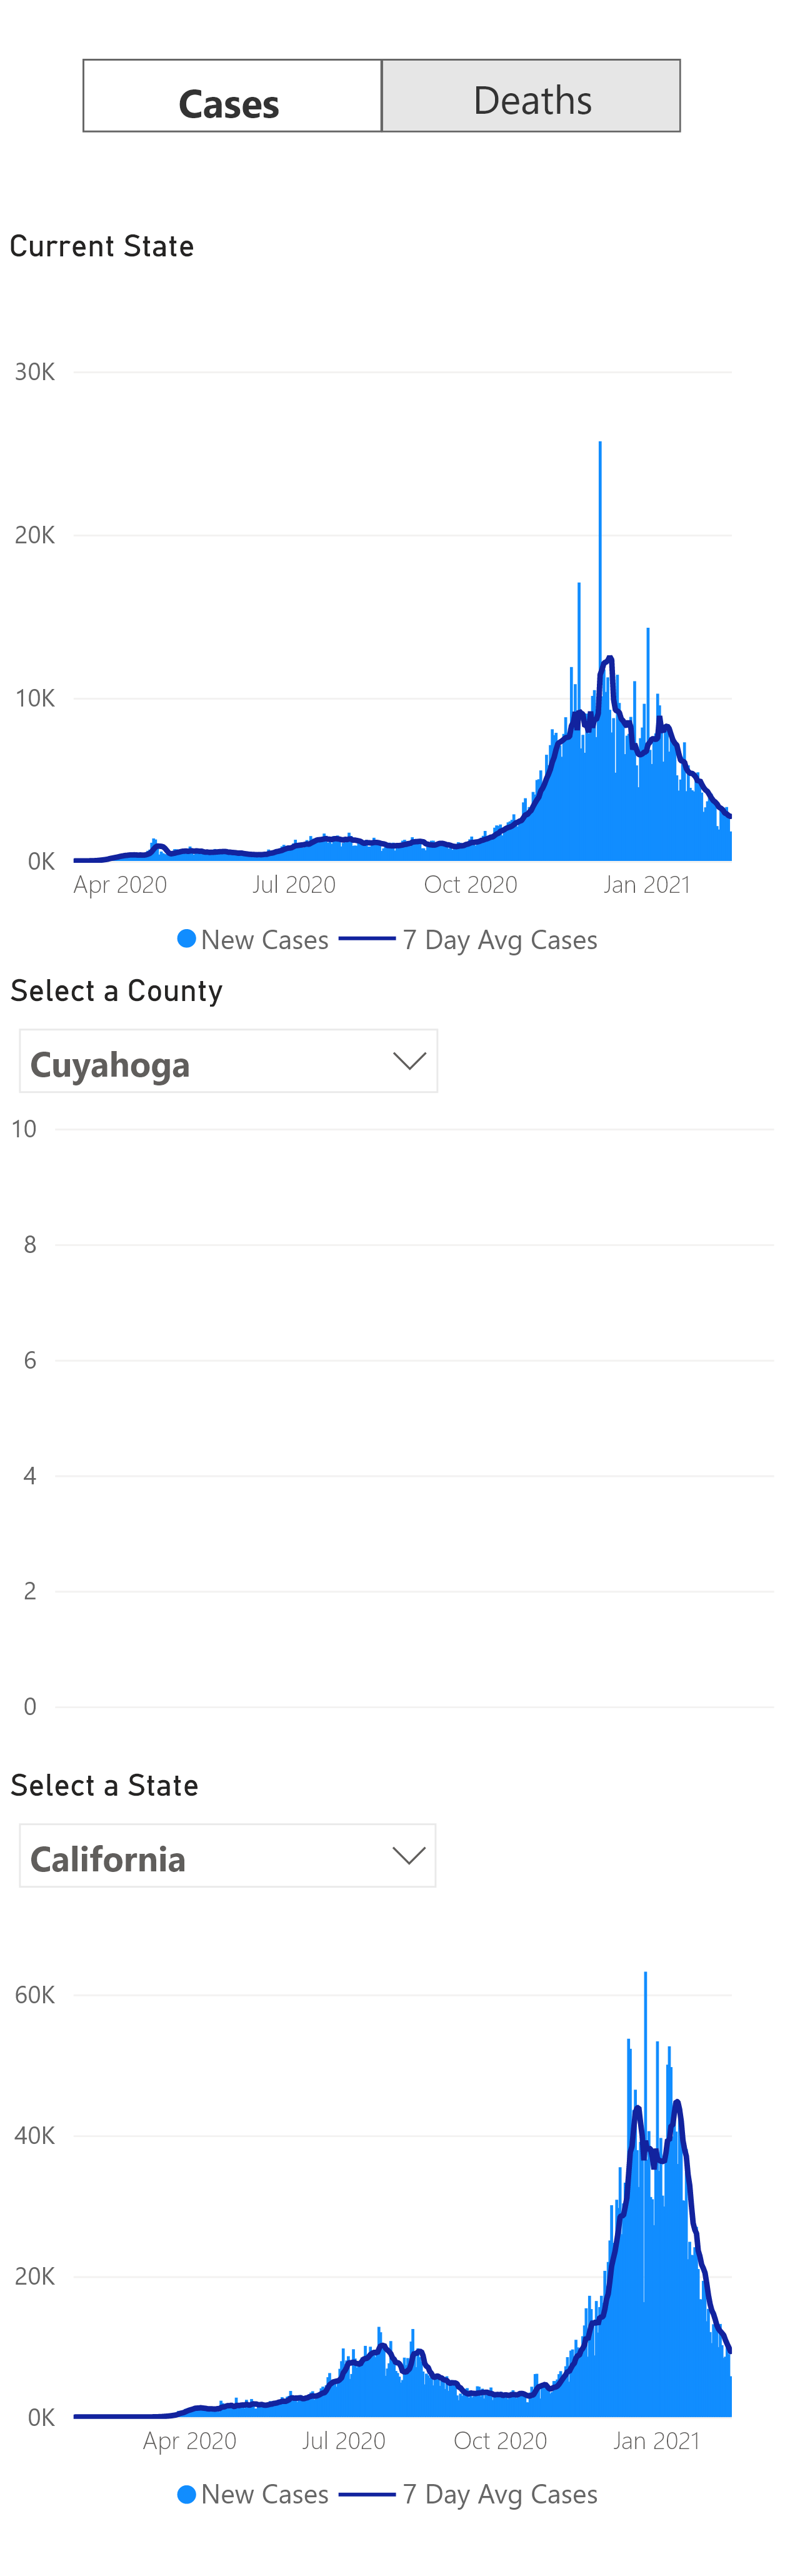 Cases Deaths
Current State
30K
20K
10K
0K
Apr 2020 Jul 2020 Oct 2020 Jan 2021
New Cases 7 Day Avg Cases
Select a County
Cuyahoga
10
8
6
4
2
0
Select a State
California
60K
40K
20K
0K
Apr 2020 Jul 2020 Oct 2020 Jan 2021
New Cases 7 Day Avg Cases